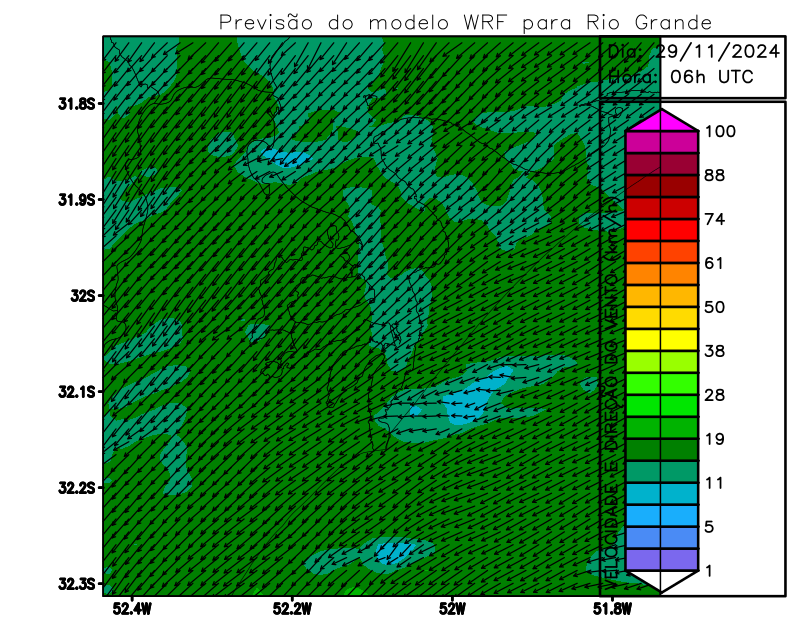 Previsão do modelo WRF para Rio Grande
Dia: 29/11/2024
Hora: 06h UTC
31.8S
31.9S
32S
32.1S
32.2S
32.3S
52.4W
52.2W
52W
51.8W
VELOCIDADE E DIREÇÃO DO VENTO (km/h)
100
88
74
61
50
38
28
19
11
5
1